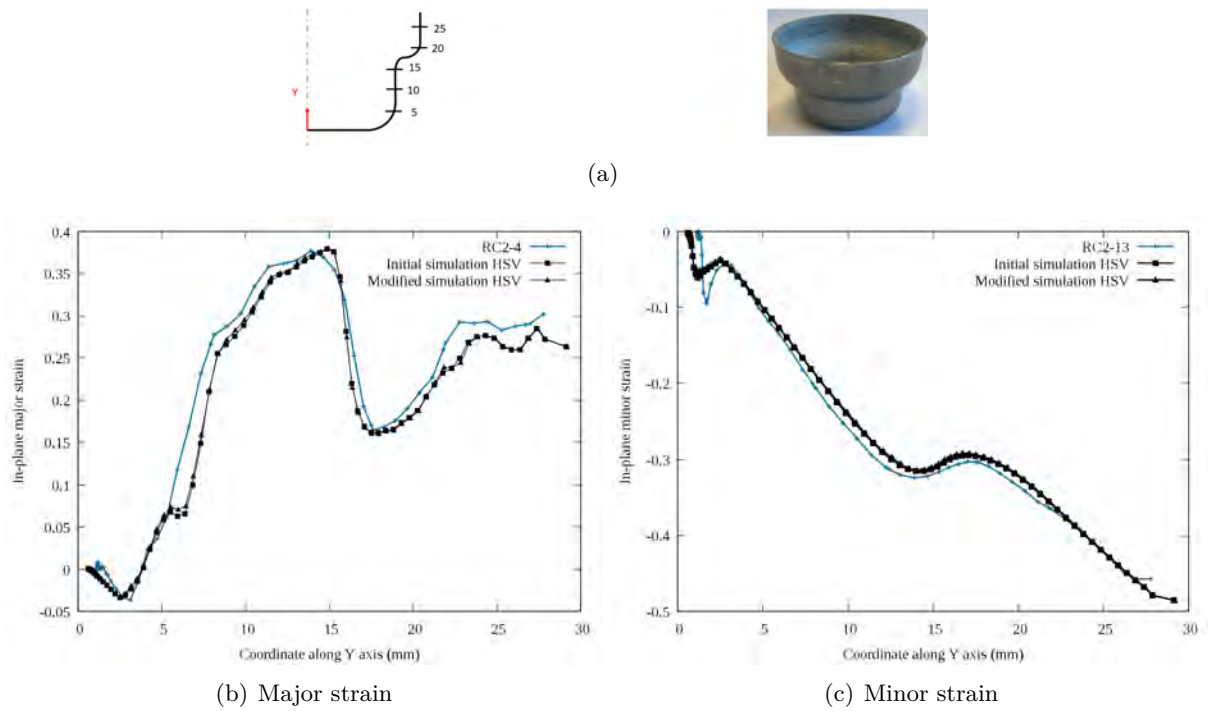 25
20
15
Y
10
5
(a)
0.4
RC2-4
Initial simulation HSV
Modified simulation HSV
0.35
0.3
0.25
0.2
0.15
0.1
0.05
0
-0.05
In-plane major strain
0 5 10 15 20 25 30
Coordinate along Y axis (mm)
(b) Major strain
0
RC2-13
Initial simulation HSV
Modified simulation HSV
-0.1
-0.2
-0.3
-0.4
-0.5
In-plane minor strain
0 5 10 15 20 25 30
Coordinate along Y axis (mm)
(c) Minor strain